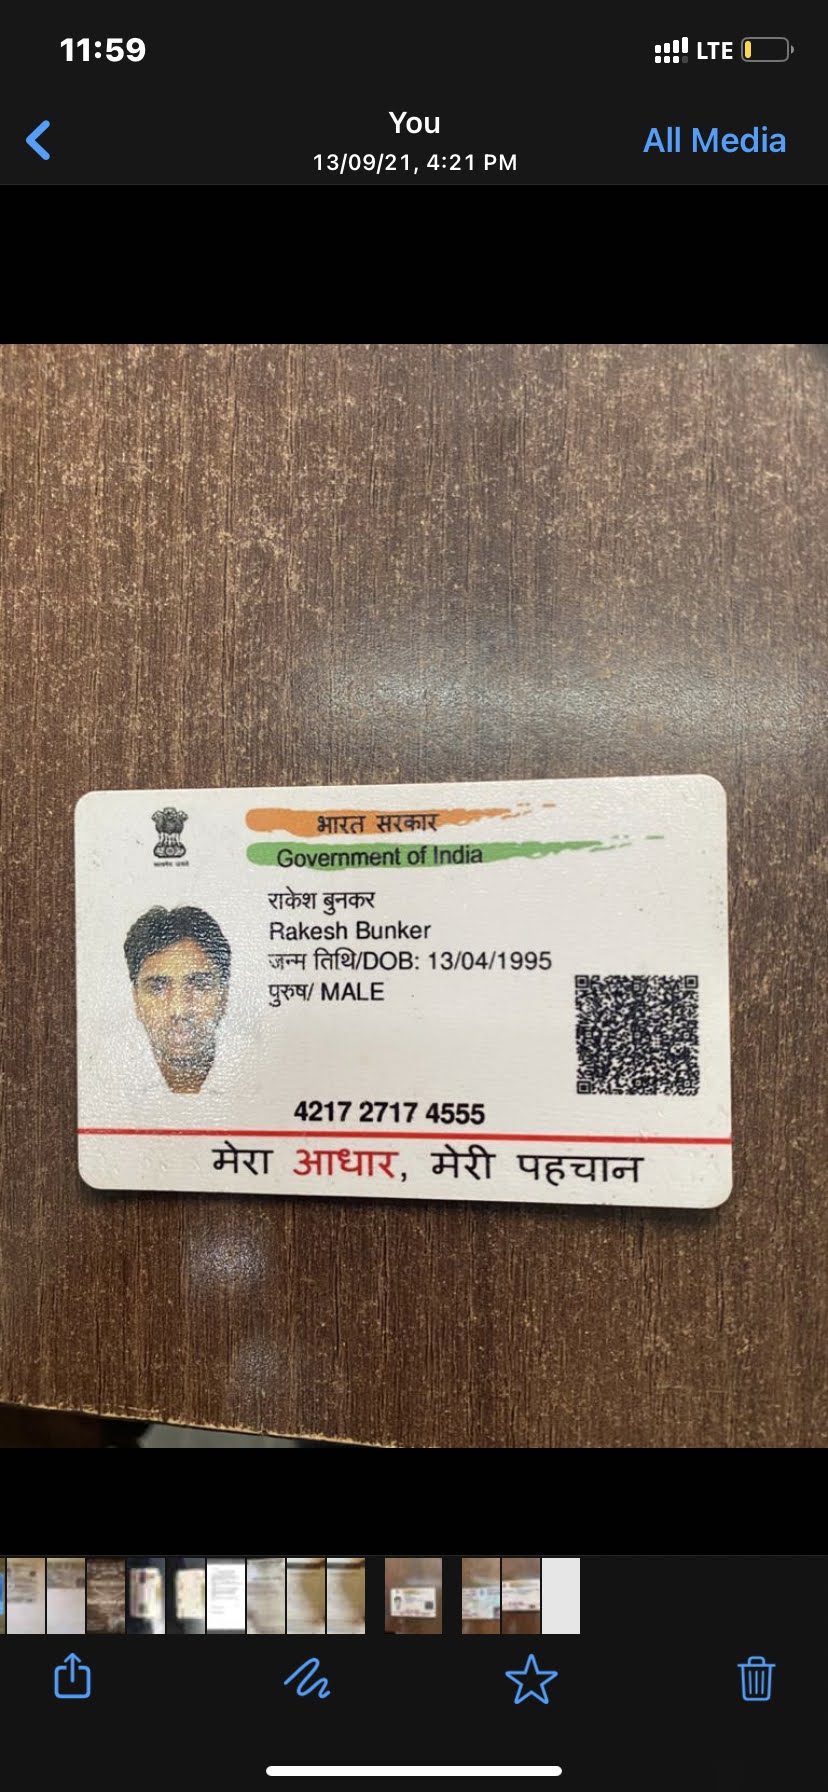 11:59
LTE
You
13/09/21, 4:21 PM
All Media
भारत सरकार
Government of India
राकेश बुनकर
Rakesh Bunker
जन्म तिथि/DOB: 13/04/1995
पुरुष/ MALE
4217 2717 4555
मेरा आधार, मेरी पहचान